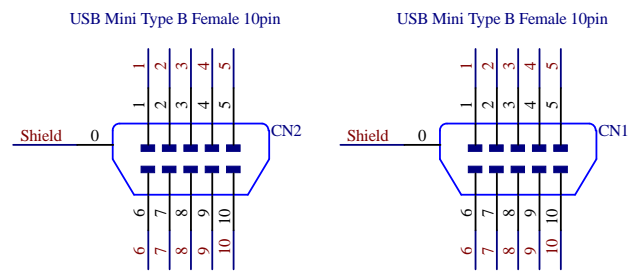 USB Mini Type B Female 10pin USB Mini Type B Female 10pin
1 2 3 4 5 1 2 3 4 5
1 2 3 4 5 1 2 3 4 5
CN2 CN1
Shield 0 Shield 0
6 7 8 9 10 6 7 8 9 10
6 7 8 9 10 6 7 8 9 10